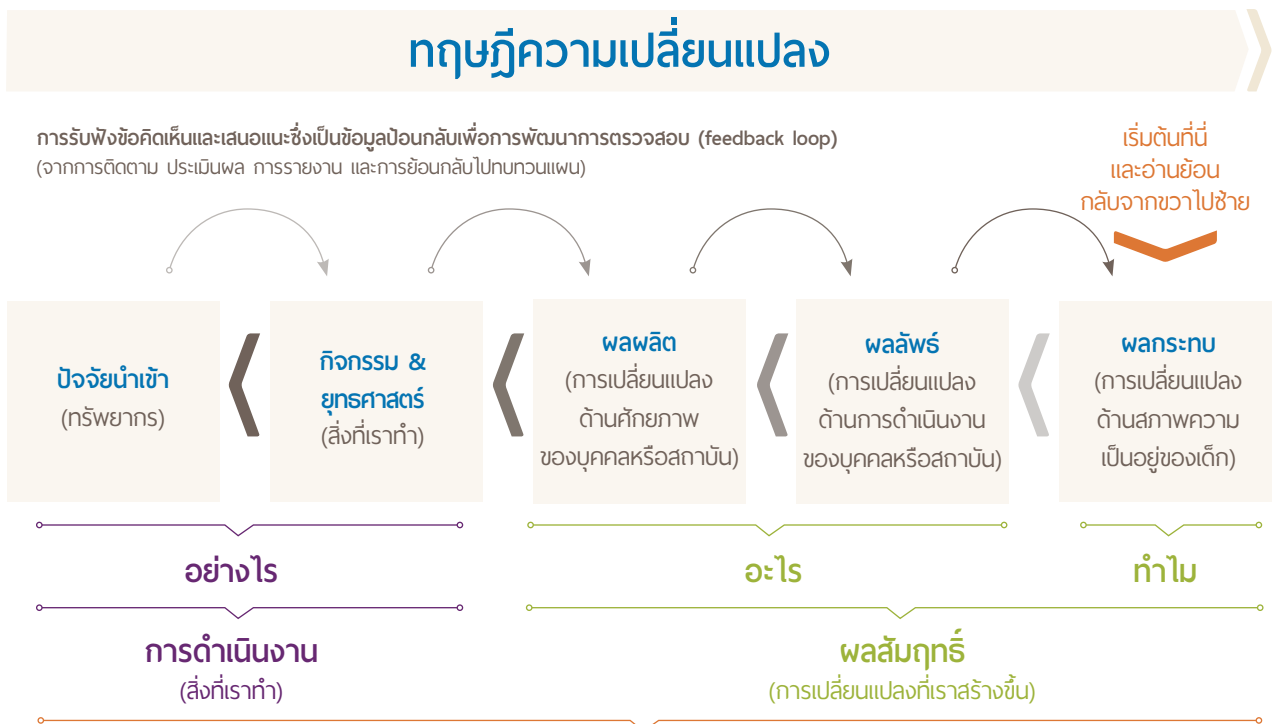 ทฤษฎีความเปลี่ยนแปลง
การรับฟังข้อคิดเห็นและเสนอแนะซึ่งเป็นข้อมูลป้อนกลับเพื่อการพัฒนาการตรวจสอบ (feedback loop)
(จากการติดตาม ประเมินผล การรายงาน และการย้อนกลับไปทบทวนแผน)
เริ่มต้นที่นี่
และอ่านย้อน
กลับจากขวาไปซ้าย
ปัจจัยนำเข้า
(ทรัพยากร)
กิจกรรม &
ยุทธศาสตร์
(สิ่งที่เราทำ)
ผลผลิต
(การเปลี่ยนแปลง
ด้านศักยภาพ
ของบุคคลหรือสถาบัน)
ผลลัพธ์
(การเปลี่ยนแปลง
ด้านการดำเนินงาน
ของบุคคลหรือสถาบัน)
ผลกระทบ
(การเปลี่ยนแปลง
ด้านสภาพความ
เป็นอยู่ของเด็ก)
อย่างไร
อะไร
ทำไม
การดำเนินงาน
(สิ่งที่เราทำ)
ผลสัมฤทธิ์
(การเปลี่ยนแปลงที่เราสร้างขึ้น)